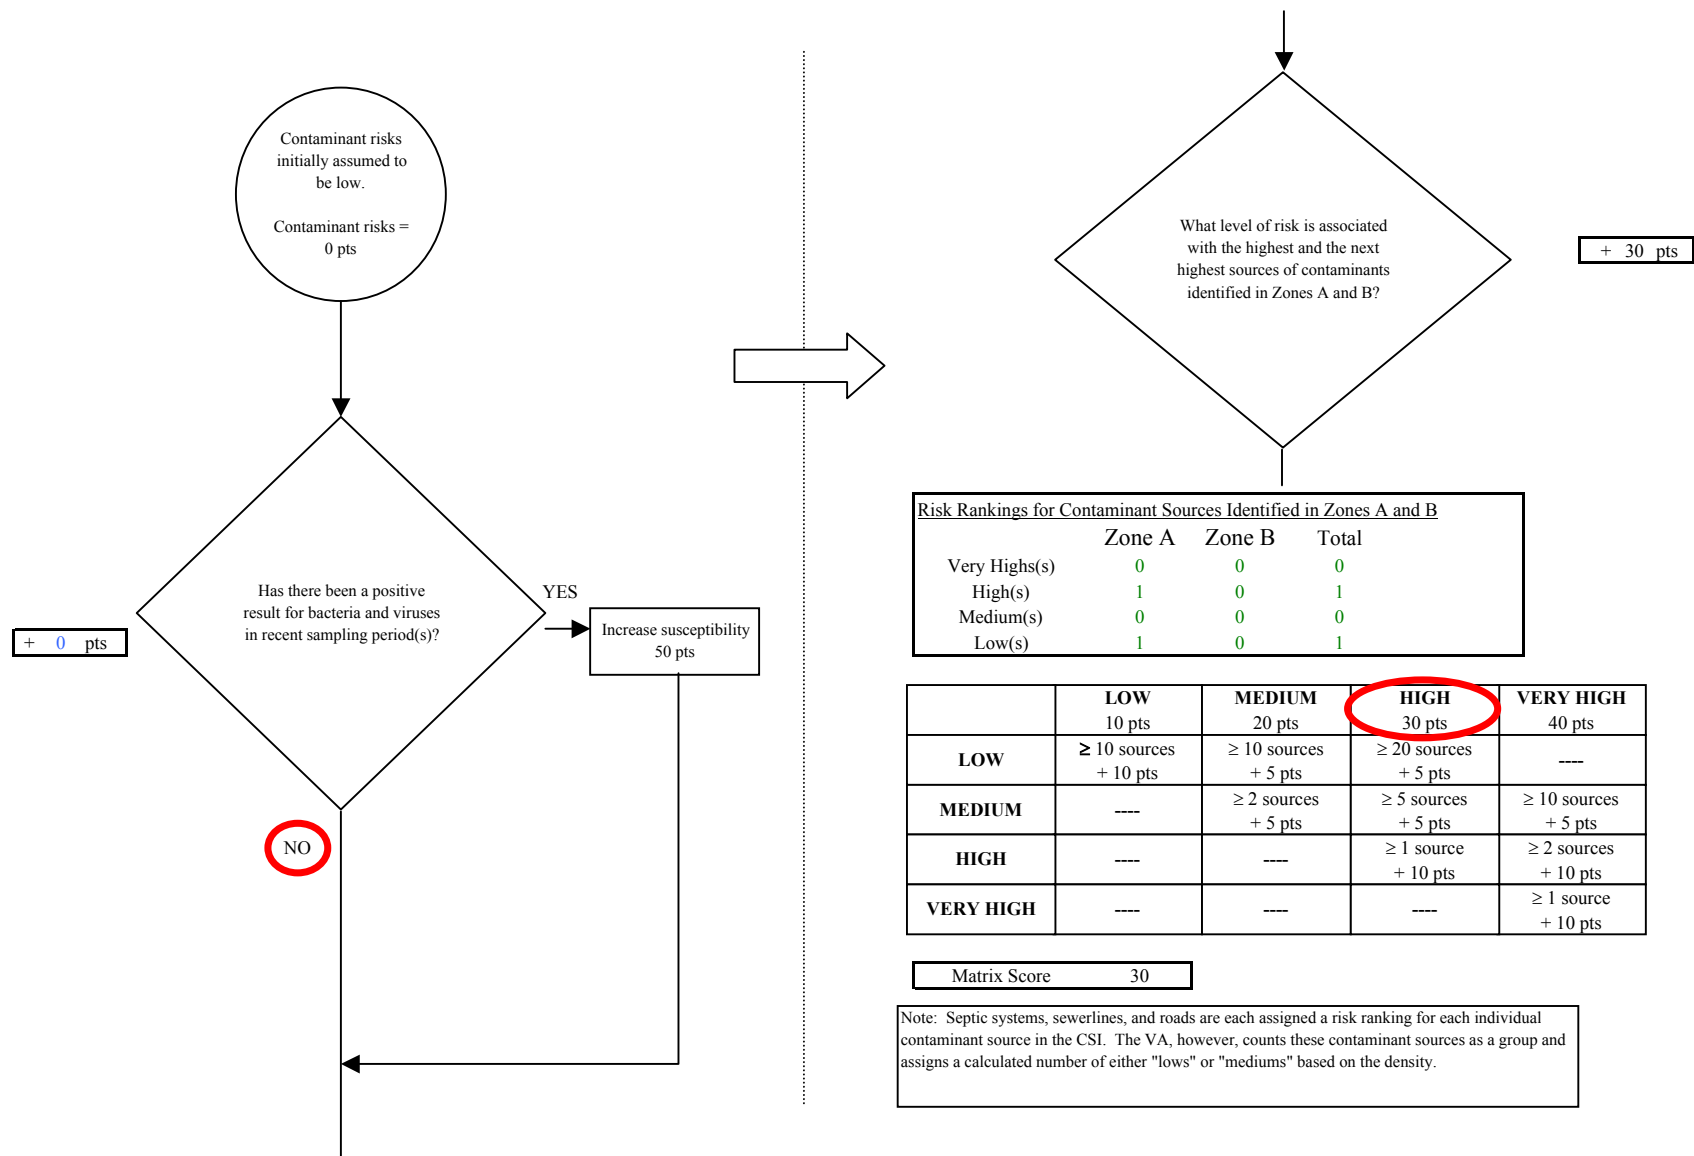 Contaminant risks
initially assumed to
be low.
Contaminant risks =
0 pts
Has there been a positive
result for bacteria and viruses
in recent sampling period(s)?
+ 0 pts
YES
Increase susceptibility
50 pts
NO
What level of risk is associated
with the highest and the next
highest sources of contaminants
identified in Zones A and B?
+ 30 pts
Risk Rankings for Contaminant Sources Identified in Zones A and B
Zone A Zone B Total
Very Highs(s) 0 0 0
High(s) 1 0 1
Medium(s) 0 0 0
Low(s) 1 0 1
LOW MEDIUM HIGH VERY HIGH
10 pts 20 pts 30 pts 40 pts
LOW ≥ 10 sources ≥ 10 sources ≥ 20 sources ----
+ 10 pts + 5 pts + 5 pts
MEDIUM ---- ≥ 2 sources ≥ 5 sources ≥ 10 sources
+ 5 pts + 5 pts + 5 pts
HIGH ---- ---- ≥ 1 source ≥ 2 sources
+ 10 pts + 10 pts
VERY HIGH ---- ---- ---- ≥ 1 source
+ 10 pts
Matrix Score 30
Note: Septic systems, sewerlines, and roads are each assigned a risk ranking for each individual
contaminant source in the CSI. The VA, however, counts these contaminant sources as a group and
assigns a calculated number of either "lows" or "mediums" based on the density.